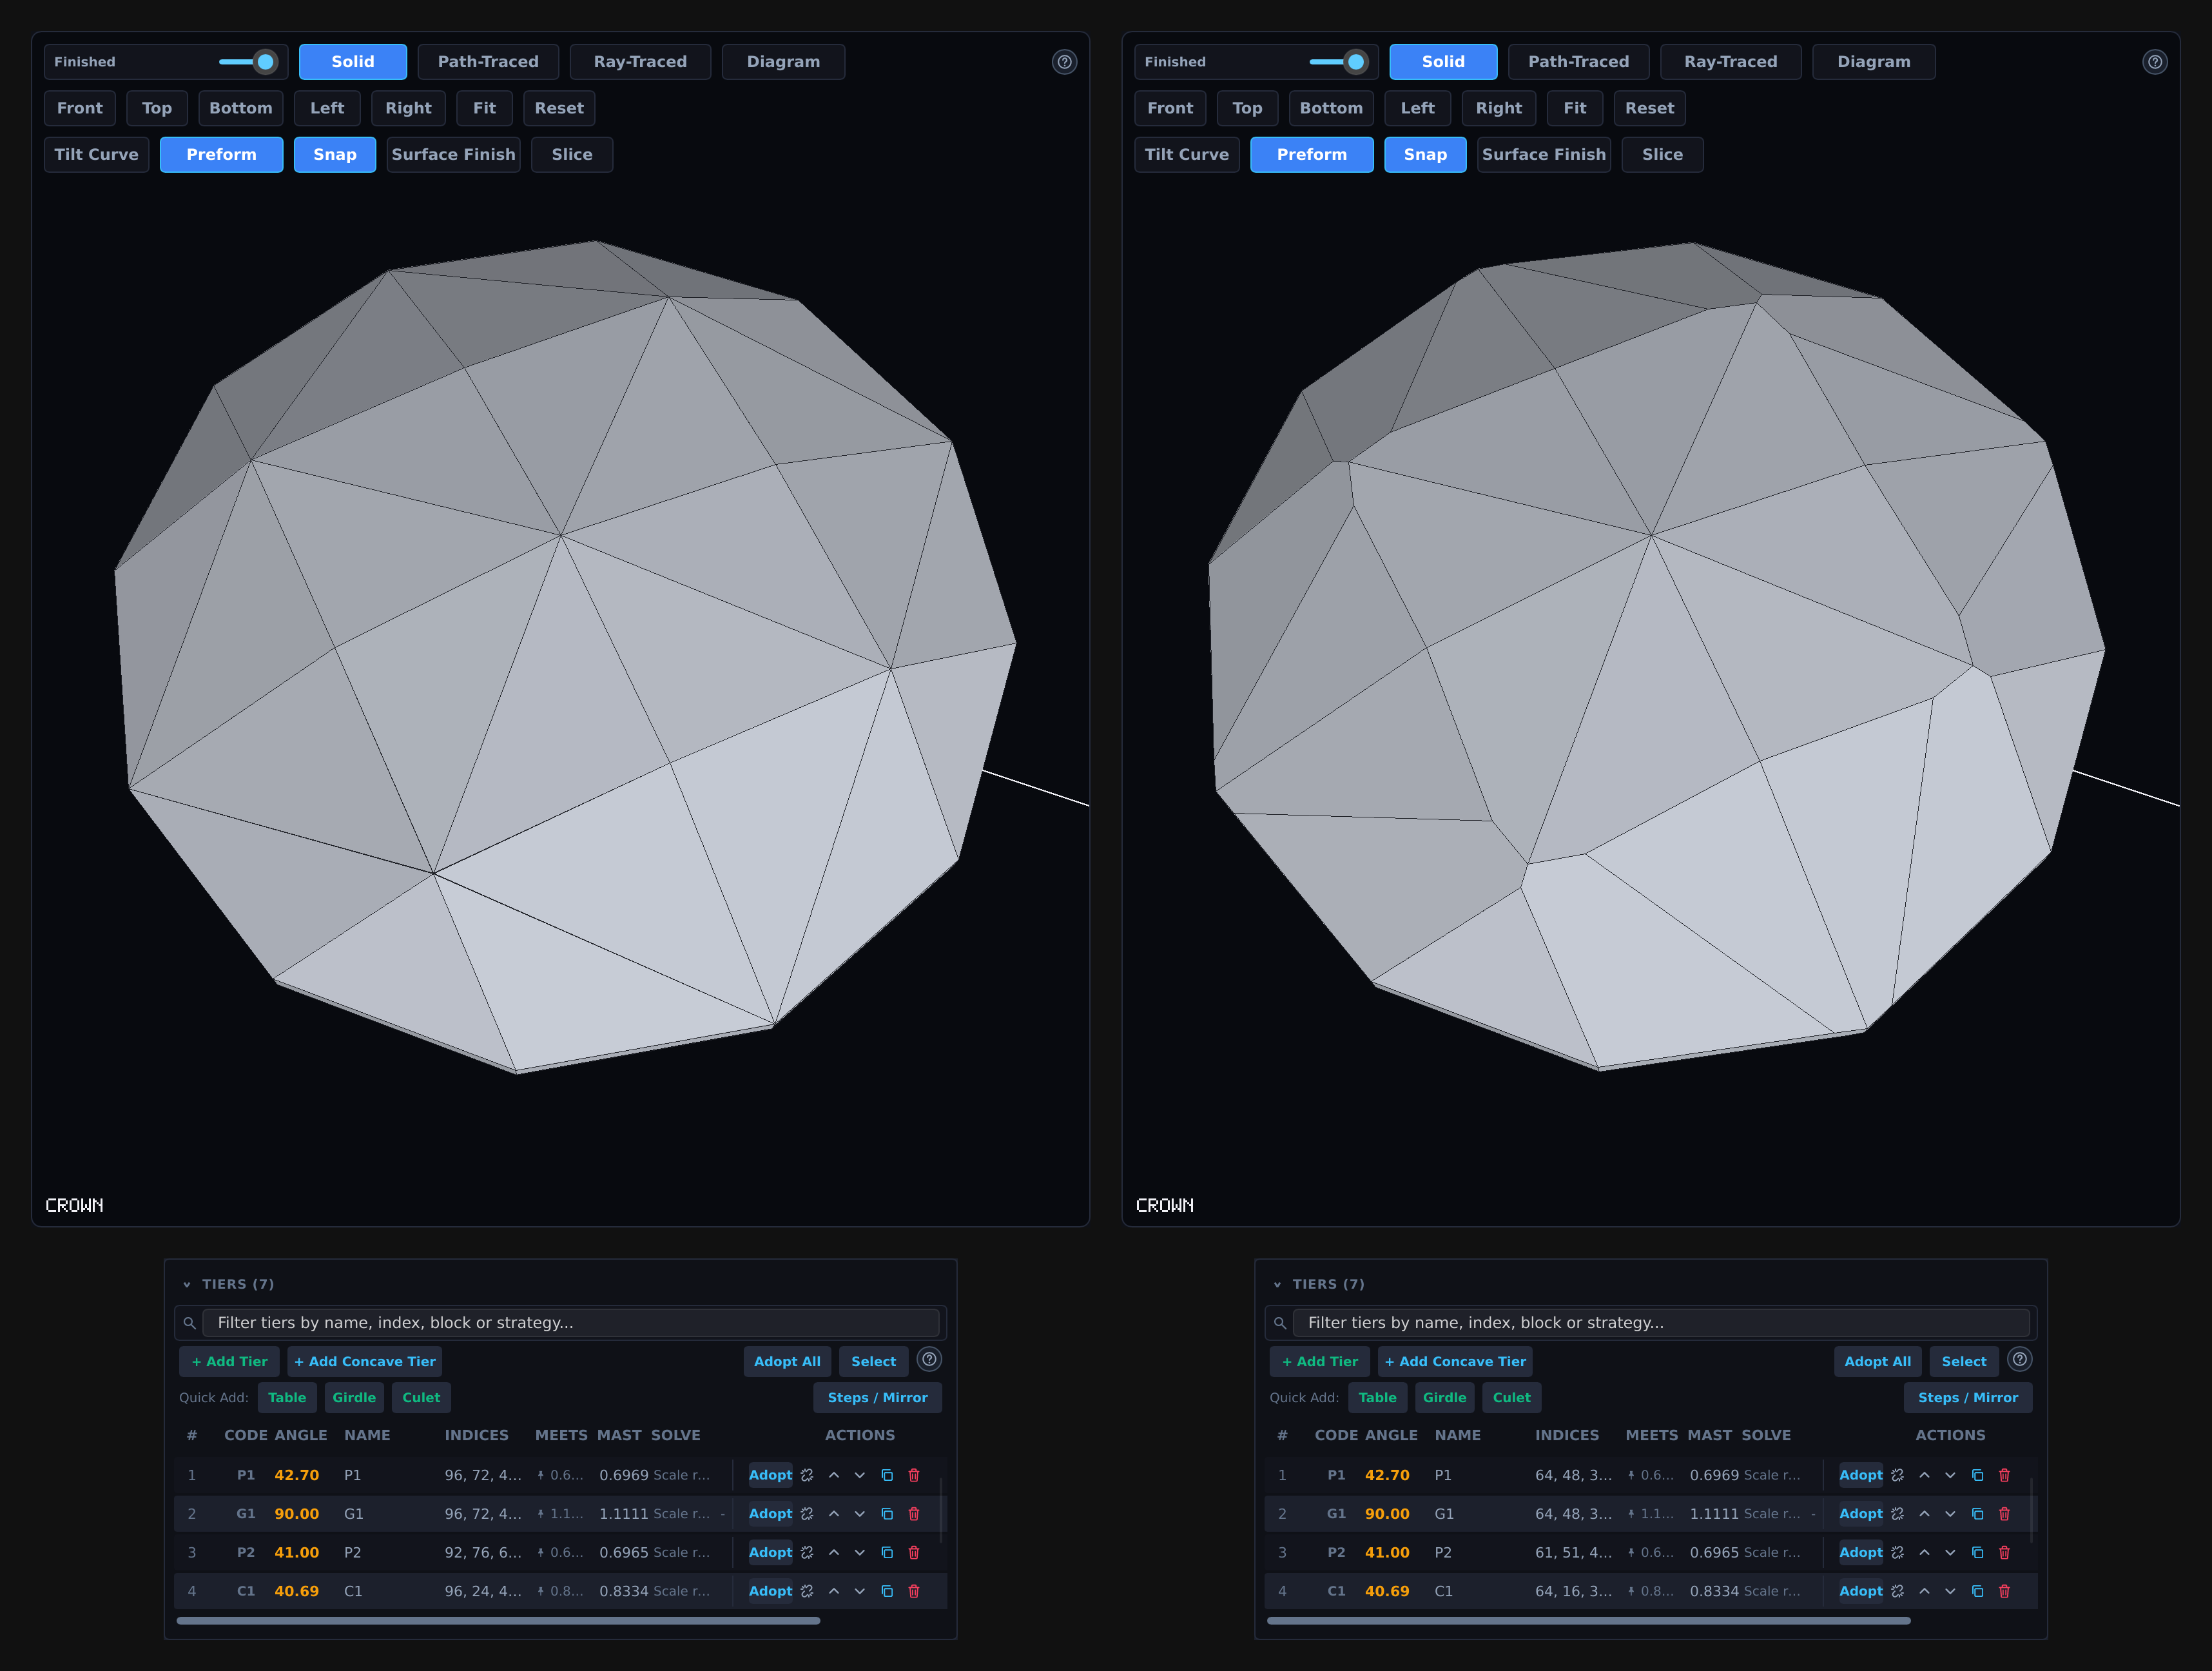 Finished Solid Path-Traced Ray-Traced Diagram
Front Top Bottom Left Right Fit Reset
Tilt Curve Preform Snap Surface Finish Slice
CROWN
TIERS (7)
Filter tiers by name, index, block or strategy...
+ Add Tier + Add Concave Tier Adopt All Select
Quick Add: Table Girdle Culet Steps / Mirror
# CODE ANGLE NAME INDICES MEETS MAST SOLVE ACTIONS
1 P1 42.70 P1 96, 72, 4... 0.6... 0.6969 Scale r... Adopt
2 G1 90.00 G1 96, 72, 4... 1.1... 1.1111 Scale r... - Adopt
3 P2 41.00 P2 92, 76, 6... 0.6... 0.6965 Scale r... Adopt
4 C1 40.69 C1 96, 24, 4... 0.8... 0.8334 Scale r... Adopt
Finished Solid Path-Traced Ray-Traced Diagram
Front Top Bottom Left Right Fit Reset
Tilt Curve Preform Snap Surface Finish Slice
CROWN
TIERS (7)
Filter tiers by name, index, block or strategy...
+ Add Tier + Add Concave Tier Adopt All Select
Quick Add: Table Girdle Culet Steps / Mirror
# CODE ANGLE NAME INDICES MEETS MAST SOLVE ACTIONS
1 P1 42.70 P1 64, 48, 3... 0.6... 0.6969 Scale r... Adopt
2 G1 90.00 G1 64, 48, 3... 1.1... 1.1111 Scale r... - Adopt
3 P2 41.00 P2 61, 51, 4... 0.6... 0.6965 Scale r... Adopt
4 C1 40.69 C1 64, 16, 3... 0.8... 0.8334 Scale r... Adopt